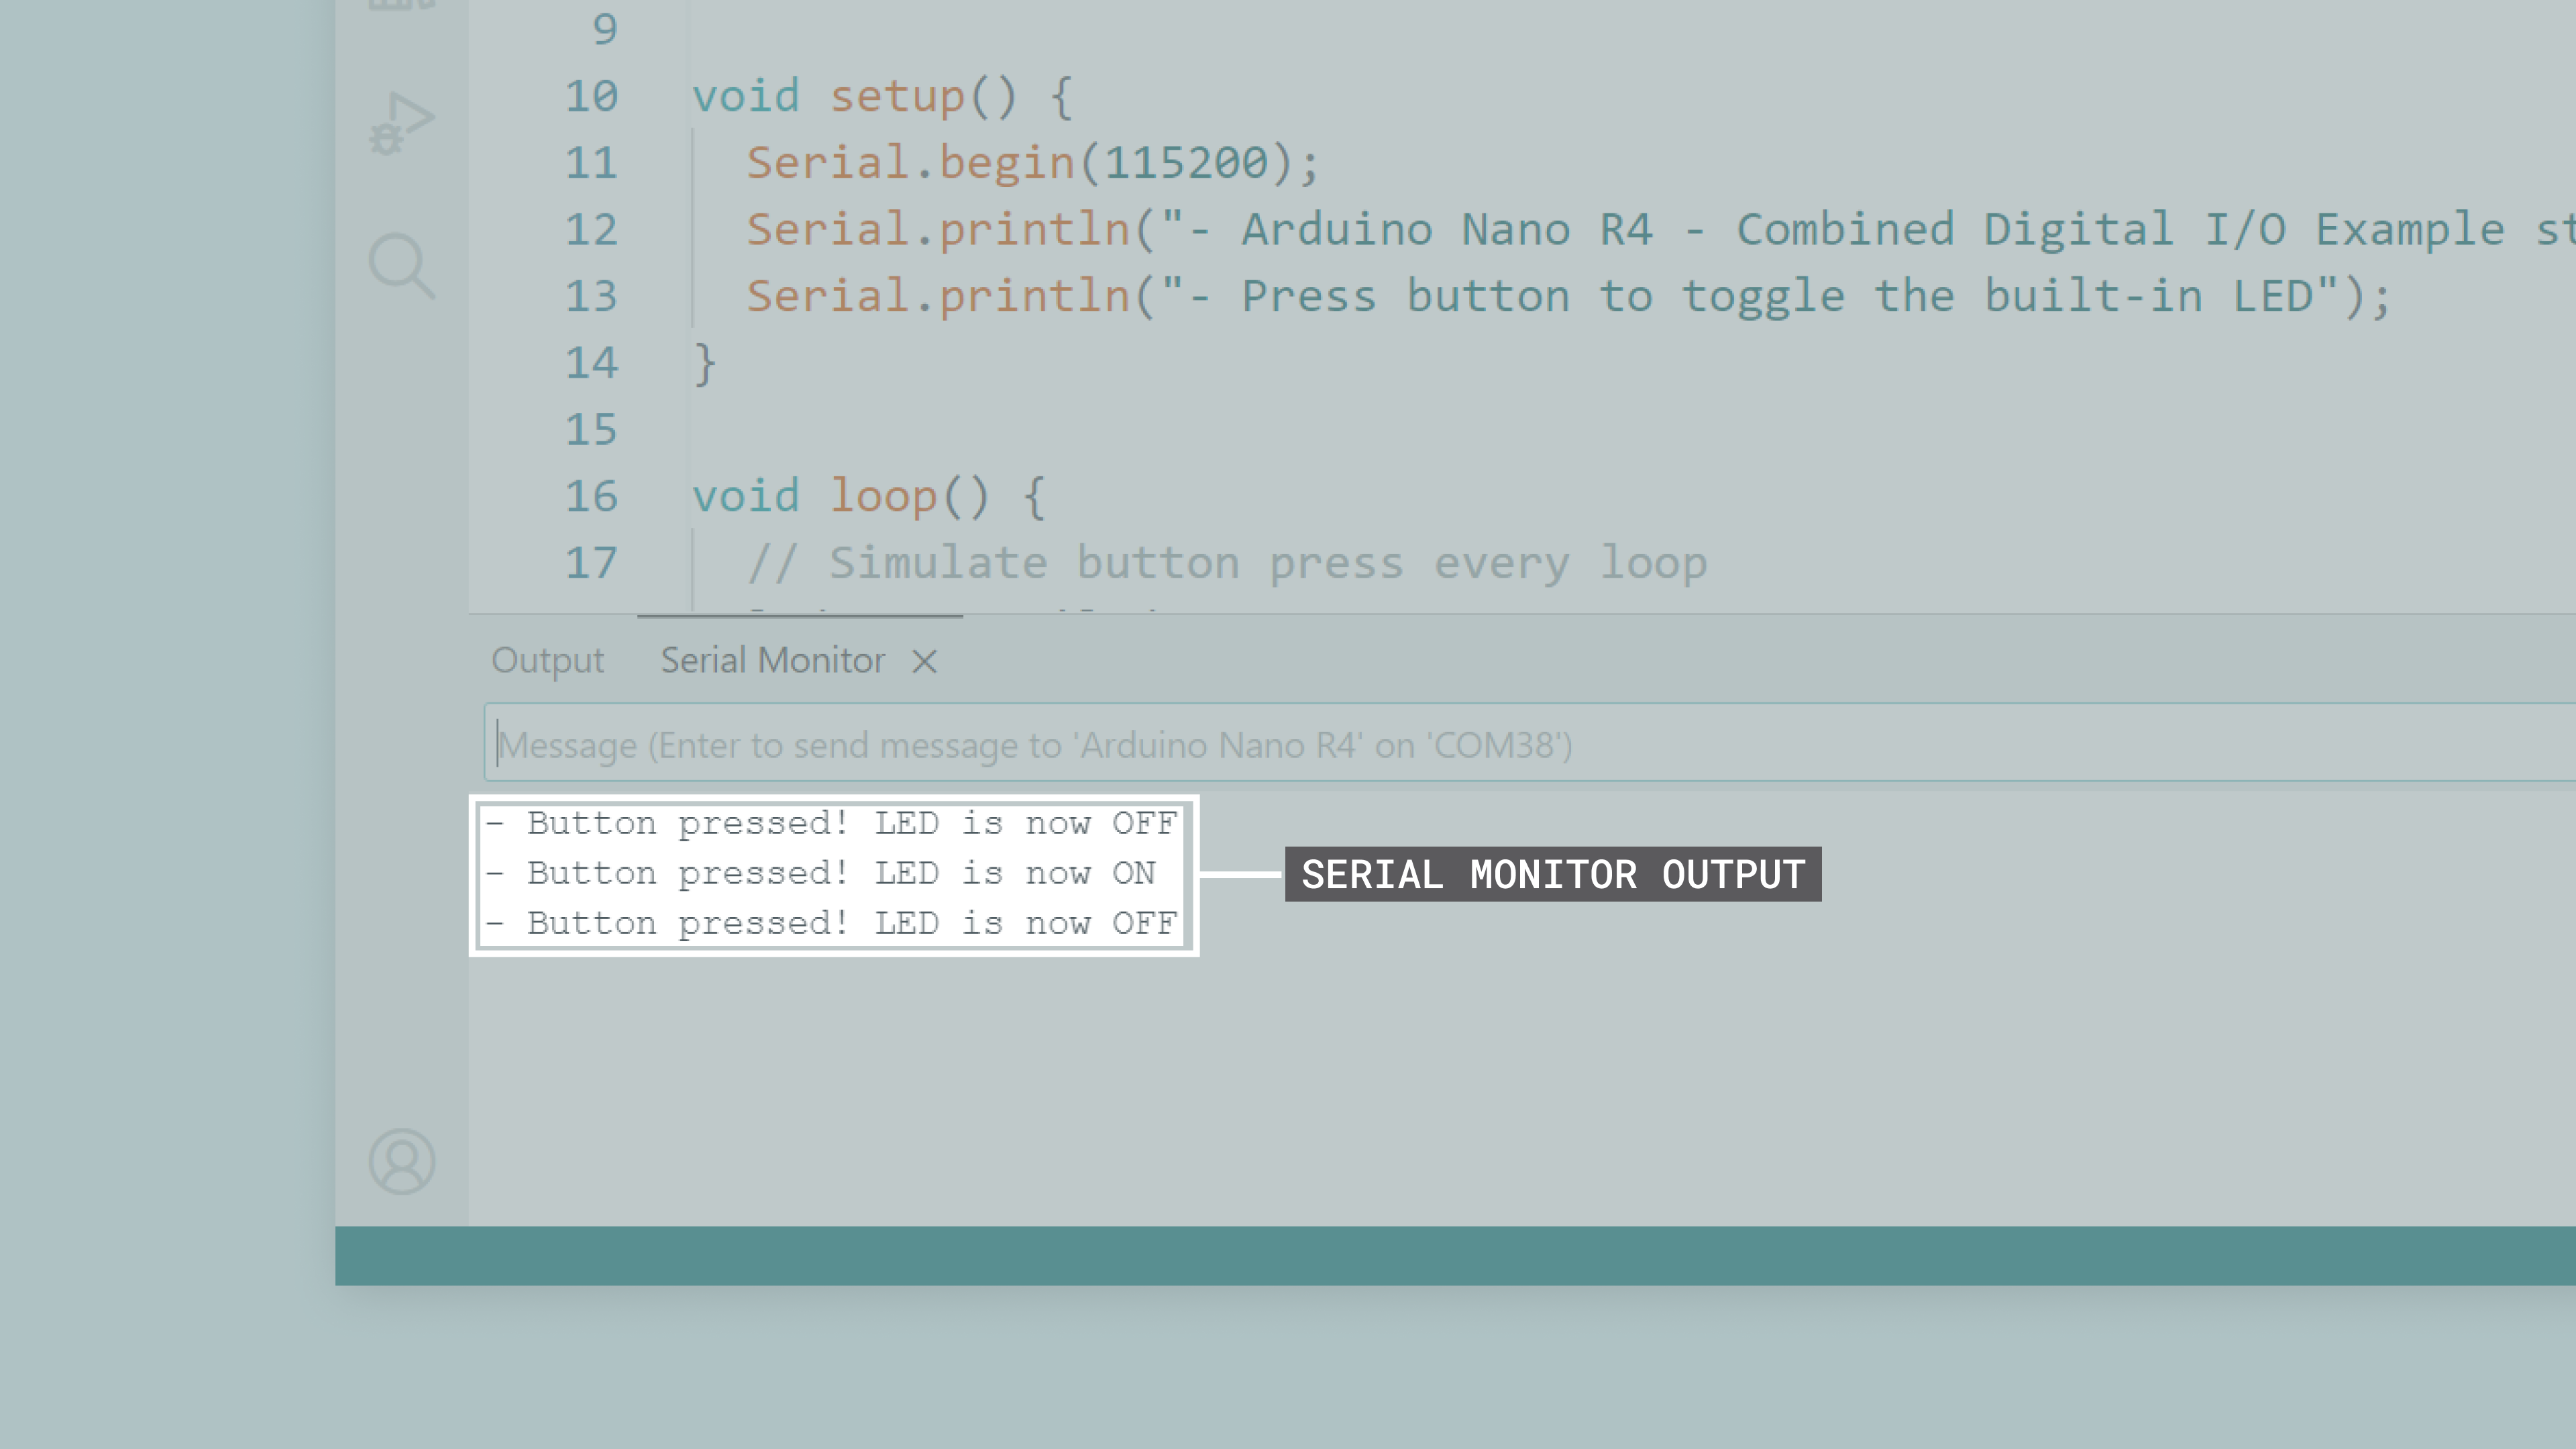 9
10 void setup() {
11 Serial.begin(115200);
12 Serial.println("- Arduino Nano R4 - Combined Digital I/O Example
13 Serial.println("- Press button to toggle the built-in LED");
14 }
15
16 void loop() {
17 // Simulate button press every loop
Output Serial Monitor
Message (Enter to send message to 'Arduino Nano R4' on 'COM38')
- Button pressed! LED is now OFF
- Button pressed! LED is now ON
- Button pressed! LED is now OFF
SERIAL MONITOR OUTPUT